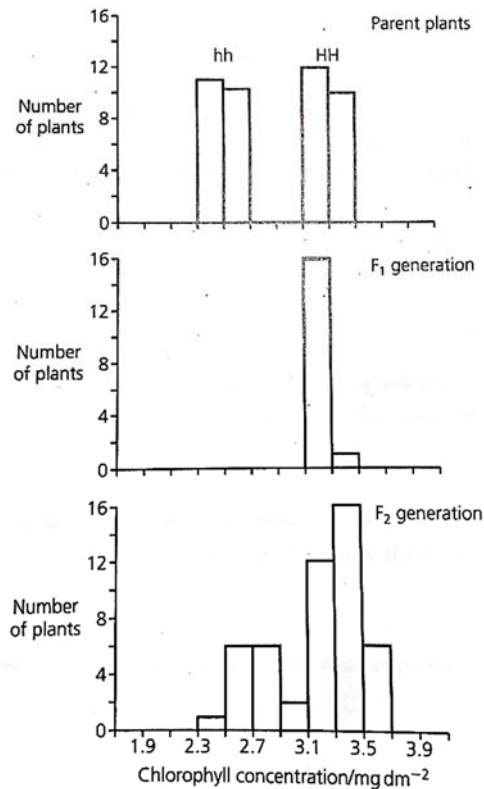 Parent plants
16
hh
HH
12
Number
of plants
8
4
0
F₁ generation
16
12
Number
of plants
8
4
0
F₂ generation
16
12
Number
of plants
8
4
0
1.9 2.3 2.7 3.1 3.5 3.9
Chlorophyll concentration/mg dm⁻²